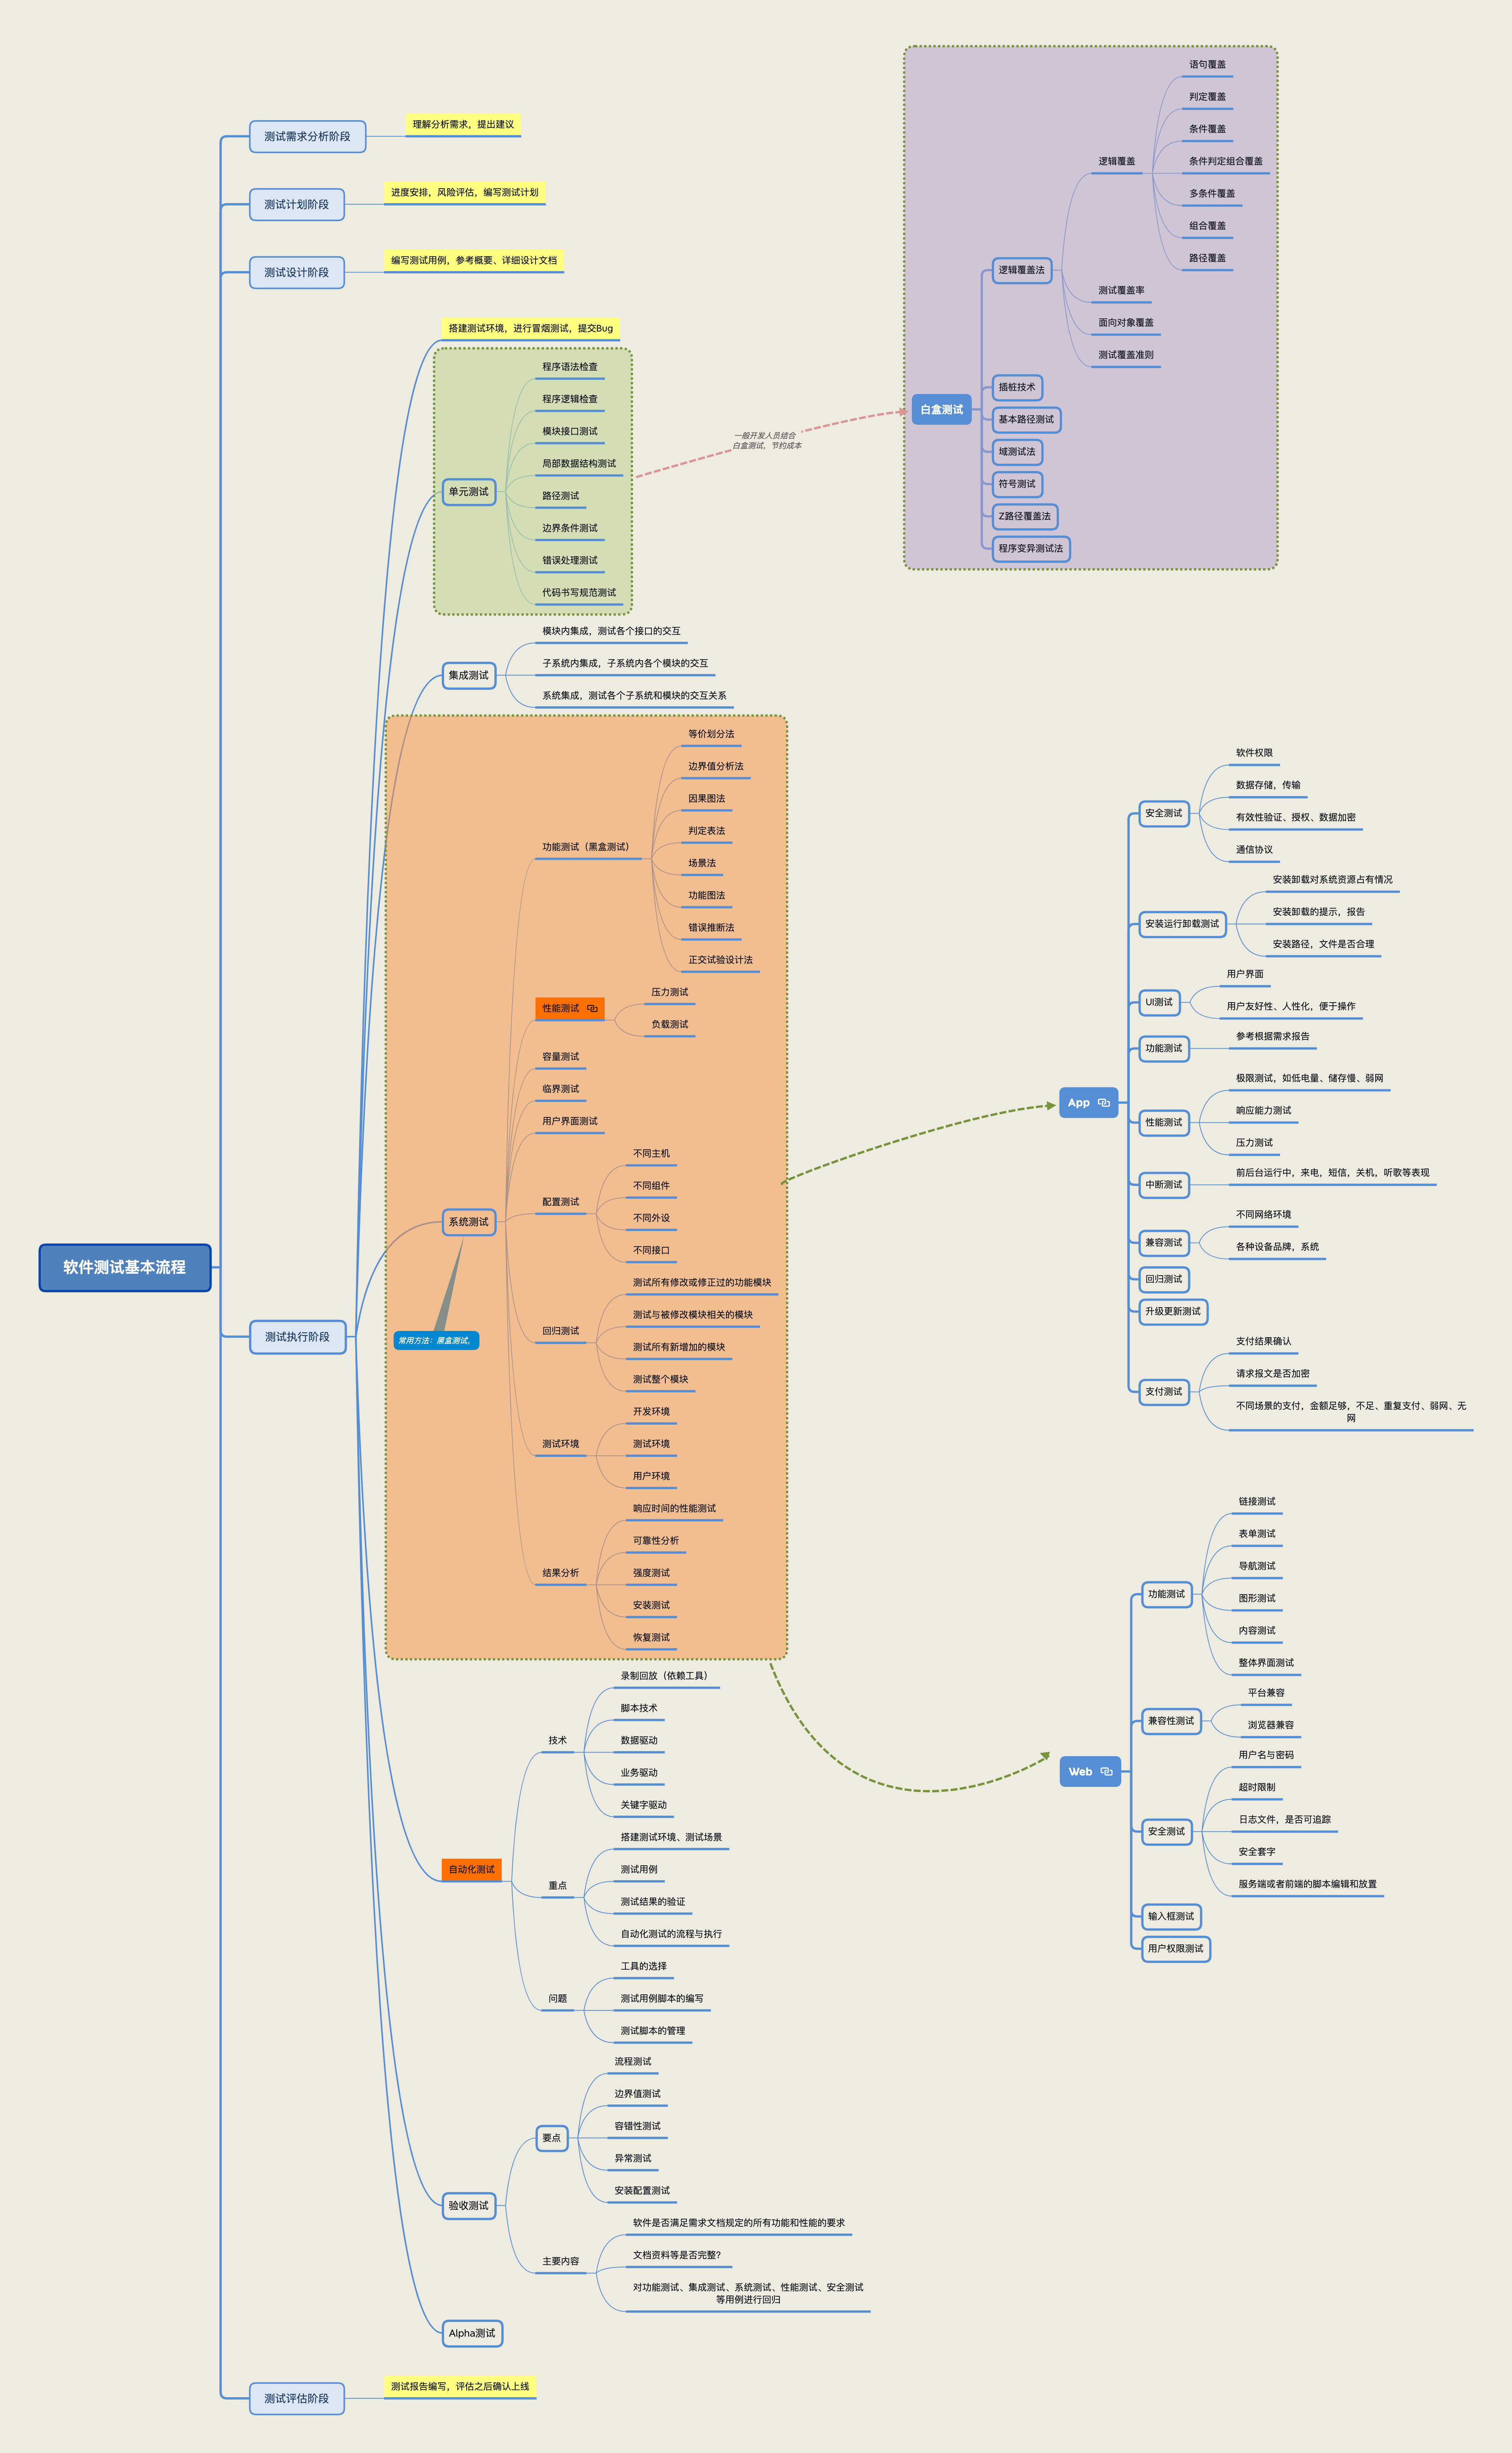 软件测试基本流程
测试需求分析阶段
理解分析需求，提出建议
测试计划阶段
进度安排，风险评估，编写测试计划
测试设计阶段
编写测试用例，参考概要、详细设计文档
测试执行阶段
搭建测试环境，进行冒烟测试，提交Bug
单元测试
程序语法检查
程序逻辑检查
模块接口测试
局部数据结构测试
路径测试
边界条件测试
错误处理测试
代码书写规范测试
一般开发人员结合
白盒测试，节约成本
集成测试
模块内集成，测试各个接口的交互
子系统内集成，子系统内各个模块的交互
系统集成，测试各个子系统和模块的交互关系
系统测试
常用方法：黑盒测试，
功能测试（黑盒测试）
等价划分法
边界值分析法
因果图法
判定表法
场景法
功能图法
错误推断法
正交试验设计法
性能测试
压力测试
负载测试
容量测试
临界测试
用户界面测试
配置测试
不同主机
不同组件
不同外设
不同接口
回归测试
测试所有修改或修正过的功能模块
测试与被修改模块相关的模块
测试所有新增加的模块
测试整个模块
测试环境
开发环境
测试环境
用户环境
结果分析
响应时间的性能测试
可靠性分析
强度测试
安装测试
恢复测试
自动化测试
技术
录制回放（依赖工具）
脚本技术
数据驱动
业务驱动
关键字驱动
重点
搭建测试环境、测试场景
测试用例
测试结果的验证
自动化测试的流程与执行
问题
工具的选择
测试用例脚本的编写
测试脚本的管理
验收测试
要点
流程测试
边界值测试
容错性测试
异常测试
安装配置测试
主要内容
软件是否满足需求文档规定的所有功能和性能的要求
文档资料等是否完整？
对功能测试、集成测试、系统测试、性能测试、安全测试
等用例进行回归
Alpha测试
测试评估阶段
测试报告编写，评估之后确认上线
白盒测试
逻辑覆盖法
逻辑覆盖
语句覆盖
判定覆盖
条件覆盖
条件判定组合覆盖
多条件覆盖
组合覆盖
路径覆盖
测试覆盖率
面向对象覆盖
测试覆盖准则
插桩技术
基本路径测试
域测试法
符号测试
Z路径覆盖法
程序变异测试法
App
安全测试
软件权限
数据存储，传输
有效性验证、授权、数据加密
通信协议
安装运行卸载测试
安装卸载对系统资源占有情况
安装卸载的提示，报告
安装路径，文件是否合理
UI测试
用户界面
用户友好性、人性化，便于操作
功能测试
参考根据需求报告
性能测试
极限测试，如低电量、储存慢、弱网
响应能力测试
压力测试
中断测试
前后台运行中，来电，短信，关机，听歌等表现
兼容测试
不同网络环境
各种设备品牌，系统
回归测试
升级更新测试
支付测试
支付结果确认
请求报文是否加密
不同场景的支付，金额足够，不足、重复支付、弱网、无
网
Web
功能测试
链接测试
表单测试
导航测试
图形测试
内容测试
整体界面测试
兼容性测试
平台兼容
浏览器兼容
安全测试
用户名与密码
超时限制
日志文件，是否可追踪
安全套字
服务端或者前端的脚本编辑和放置
输入框测试
用户权限测试